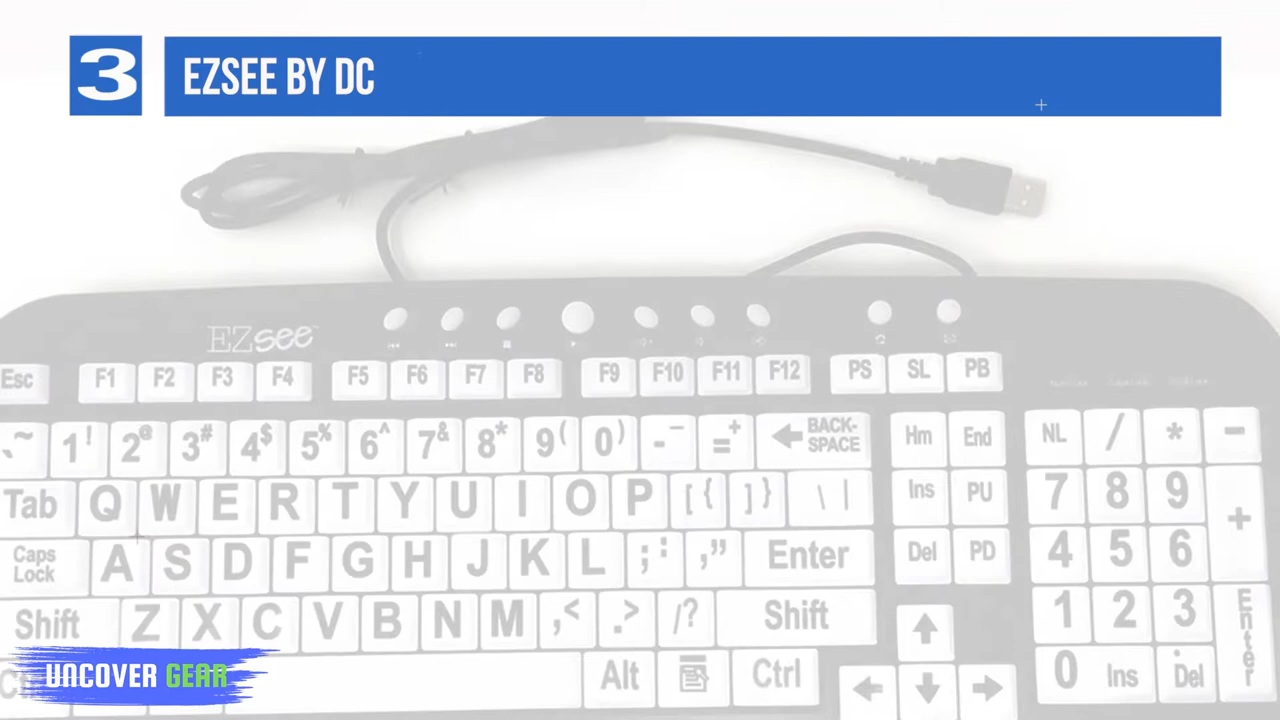 3
EZSEE BY DC
EZsee™
Esc F1 F2 F3 F4 F5 F6 F7 F8 F9 F10 F11 F12 PS SL PB
`~ 1! 2@ 3# 4$ 5% 6^ 7& 8* 9( 0) -_ =+ BACK-SPACE Hm End NL / * -
Tab Q W E R T Y U I O P [{ ]} \| Ins PU 7 8 9 +
Caps Lock A S D F G H J K L ;: ,” Enter Del PD 4 5 6
Shift Z X C V B N M ,< .> /? Shift 1 2 3 Enter
Alt Ctrl 0 Ins .Del
UNCOVER GEAR